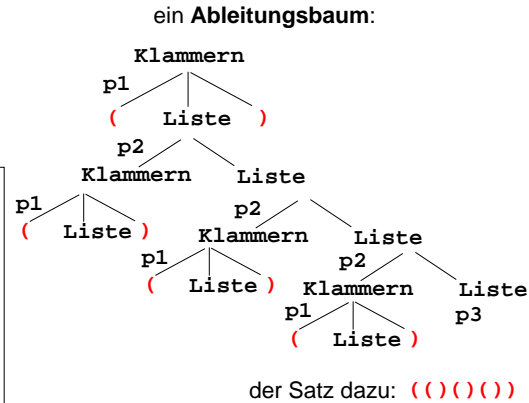 ein Ableitungsbaum:
Klammern
p1
( Liste )
p2
Klammern Liste
p1 p2
( Liste ) Klammern Liste
p1 p2
( Liste ) Klammern Liste
p1 p3
( Liste )
der Satz dazu: (()()())